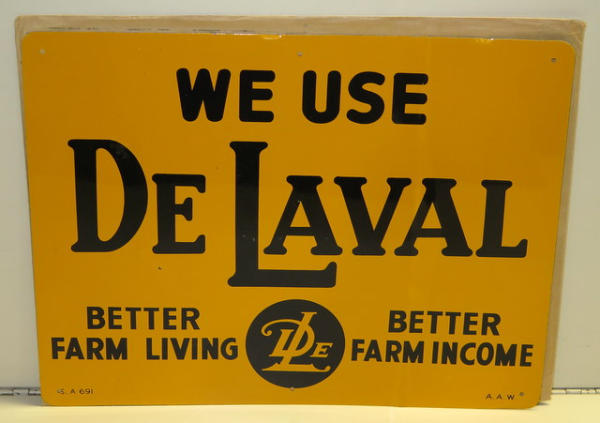 WE USE
DE LAVAL
BETTER FARM LIVING
DLE
BETTER FARM INCOME
A 691
A.A.W.